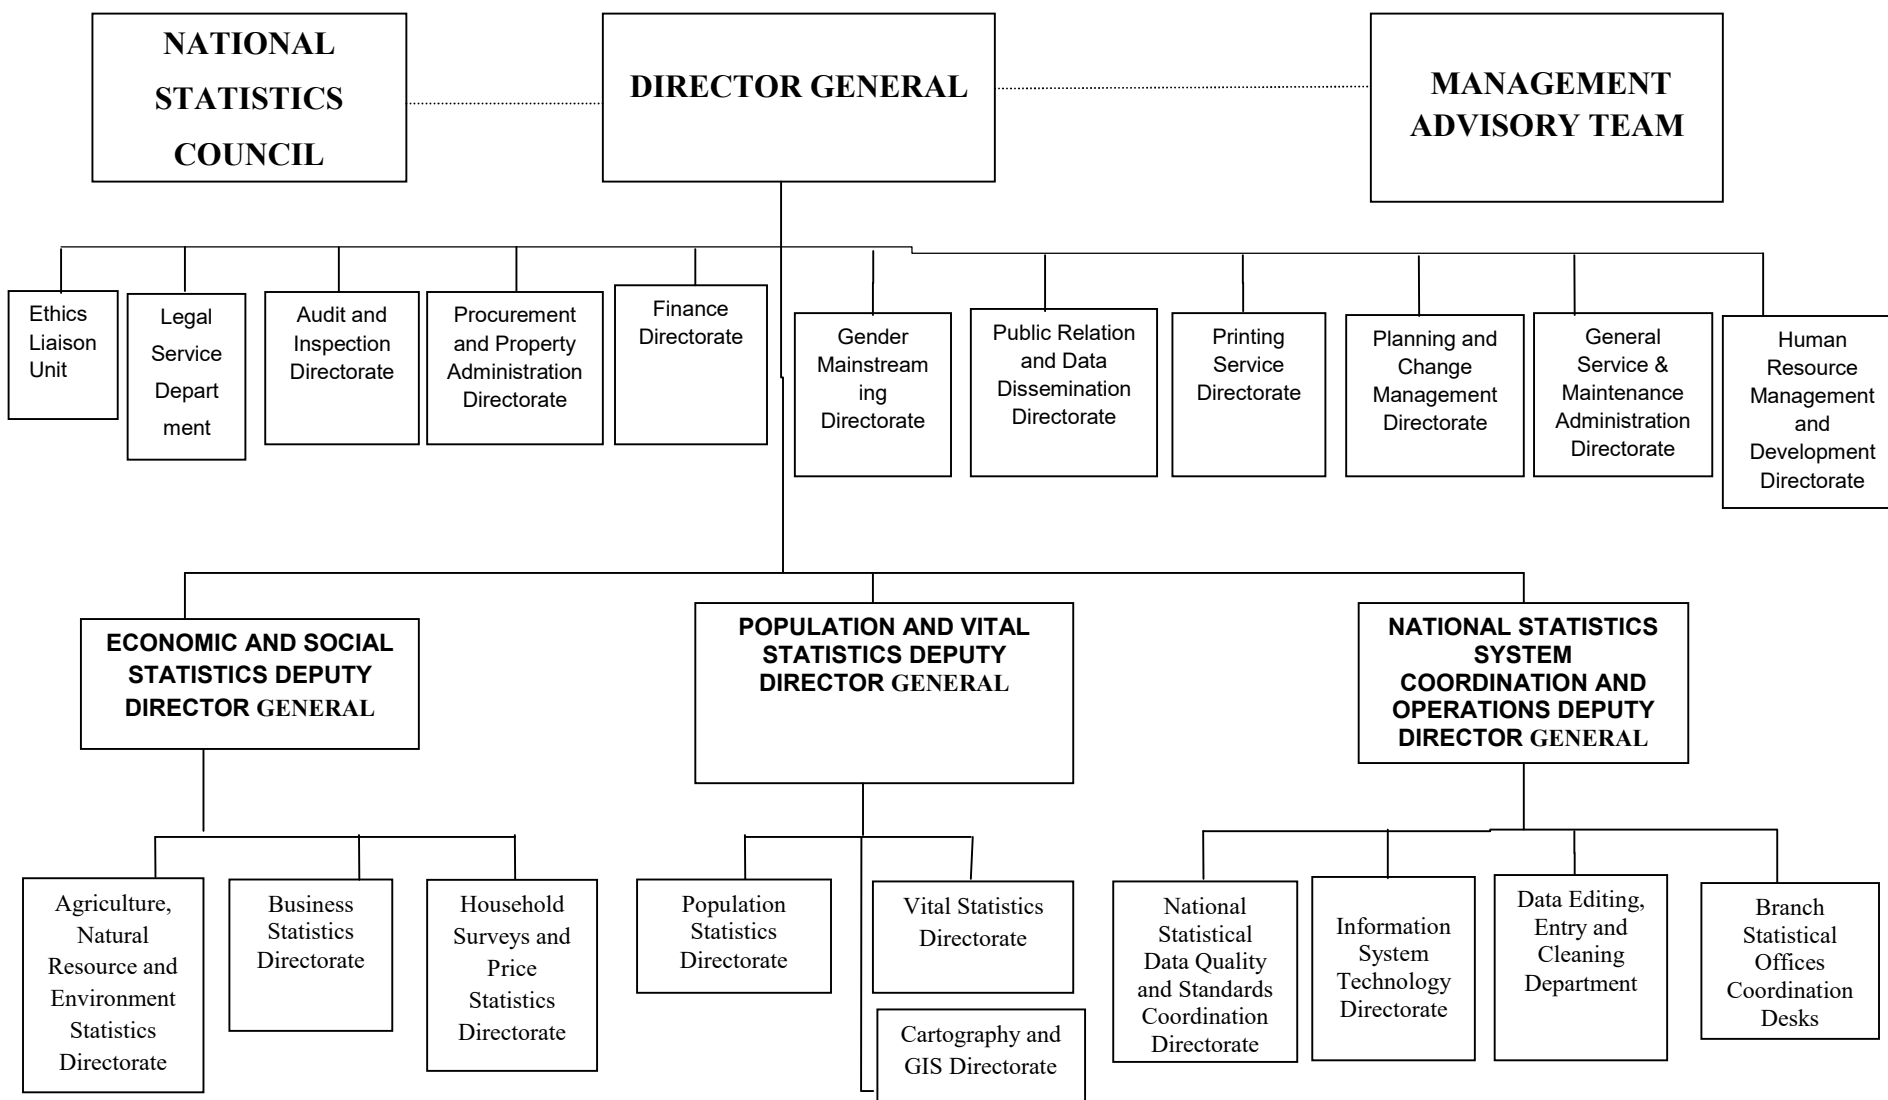 NATIONAL
STATISTICS
COUNCIL
DIRECTOR GENERAL
MANAGEMENT
ADVISORY TEAM
Ethics
Liaison
Unit
Legal
Service
Depart
ment
Audit and
Inspection
Directorate
Procurement
and Property
Administration
Directorate
Finance
Directorate
Gender
Mainstream
ing
Directorate
Public Relation
and Data
Dissemination
Directorate
Printing
Service
Directorate
Planning and
Change
Management
Directorate
General
Service &
Maintenance
Administration
Directorate
Human
Resource
Management
and
Development
Directorate
ECONOMIC AND SOCIAL
STATISTICS DEPUTY
DIRECTOR GENERAL
POPULATION AND VITAL
STATISTICS DEPUTY
DIRECTOR GENERAL
NATIONAL STATISTICS
SYSTEM
COORDINATION AND
OPERATIONS DEPUTY
DIRECTOR GENERAL
Agriculture,
Natural
Resource and
Environment
Statistics
Directorate
Business
Statistics
Directorate
Household
Surveys and
Price
Statistics
Directorate
Population
Statistics
Directorate
Vital Statistics
Directorate
Cartography and
GIS Directorate
National
Statistical
Data Quality
and Standards
Coordination
Directorate
Information
System
Technology
Directorate
Data Editing,
Entry and
Cleaning
Department
Branch
Statistical
Offices
Coordination
Desks